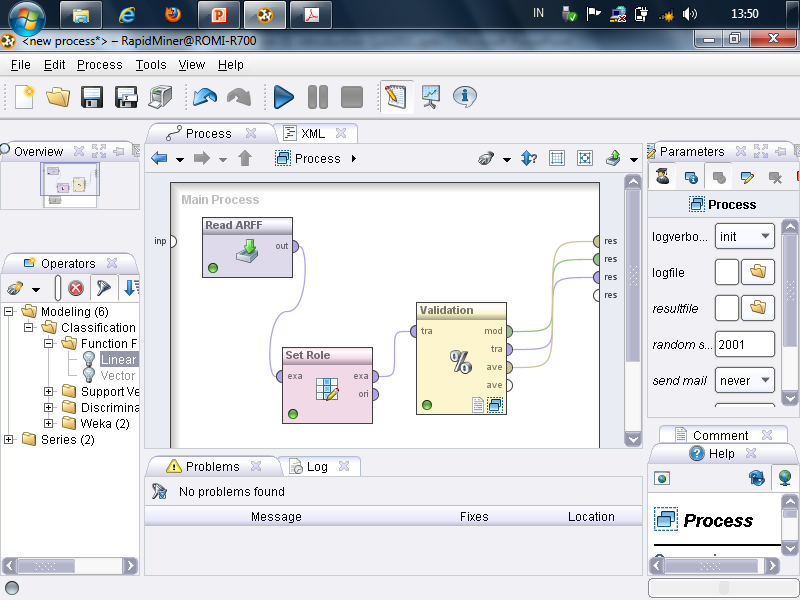 IN
13:50
<new process*> – RapidMiner@ROMI-R700
File Edit Process Tools View Help
Process
XML
Overview
Process
Parameters
Main Process
Process
inp
Read ARFF
out
res
res
res
res
logverbo... init
logfile
resultfile
random s... 2001
send mail never
Operators
Modeling (6)
Classification
Function F
Linear
Vector
Support Ve
Discrimina
Weka (2)
Series (2)
Validation
tra
mod
tra
ave
ave
Set Role
exa
exa
ori
Problems
Log
No problems found
Message Fixes Location
Comment
Help
Process